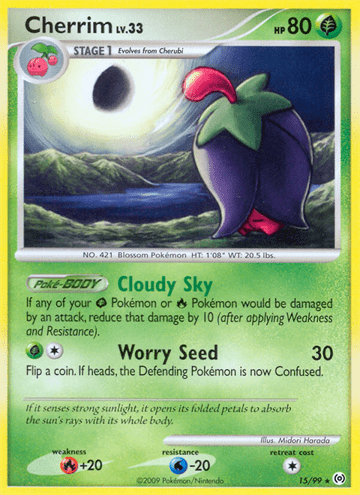 Cherrim LV.33 HP 80
STAGE 1 Evolves from Cherubi
NO. 421 Blossom Pokémon HT: 1'08" WT: 20.5 lbs.
Poké-BODY Cloudy Sky
If any of your Pokémon or Pokémon would be damaged
by an attack, reduce that damage by 10 (after applying Weakness
and Resistance).
Worry Seed 30
Flip a coin. If heads, the Defending Pokémon is now Confused.
If it senses strong sunlight, it opens its folded petals to absorb
the sun's rays with its whole body.
Illus. Midori Harada
weakness resistance retreat cost
+20 -20
©2009 Pokémon/Nintendo 15/99 ★